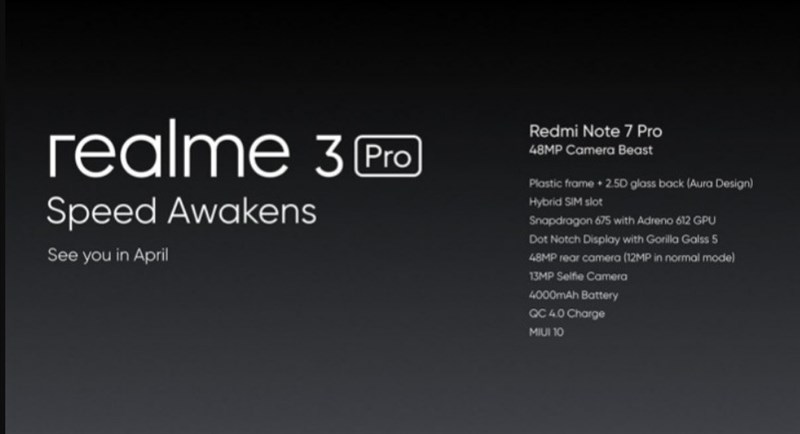 realme 3 Pro
Speed Awakens
See you in April
Redmi Note 7 Pro
48MP Camera Beast
Plastic frame + 2.5D glass back (Aura Design)
Hybrid SIM slot
Snapdragon 675 with Adreno 612 GPU
Dot Notch Display with Gorilla Galss 5
48MP rear camera (12MP in normal mode)
13MP Selfie Camera
4000mAh Battery
QC 4.0 Charge
MIUI 10